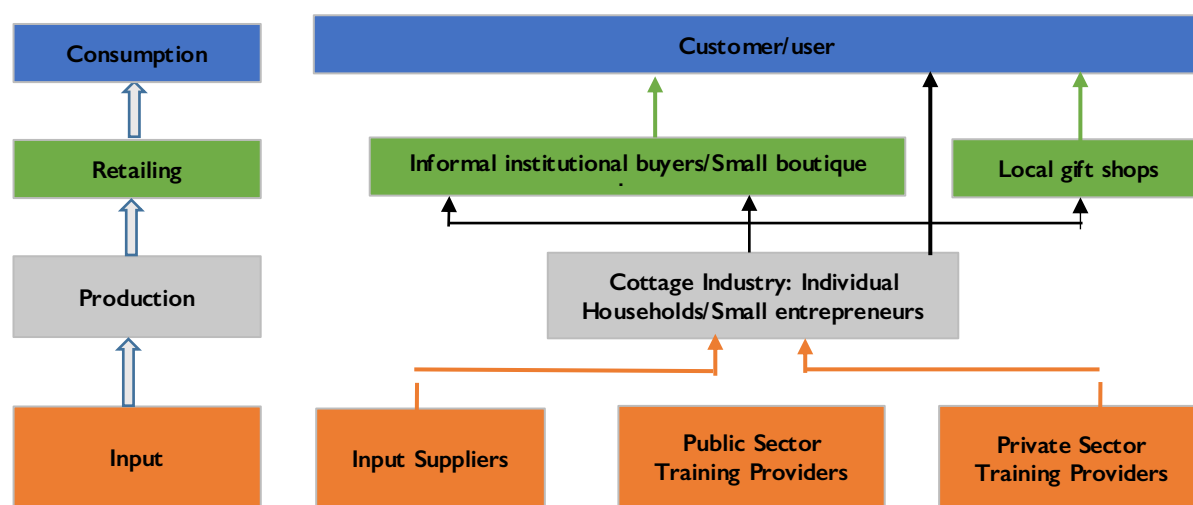 Consumption
Customer/user
Retailing
Informal institutional buyers/Small boutique
Local gift shops
Production
Cottage Industry: Individual
Households/Small entrepreneurs
Input
Input Suppliers
Public Sector
Training Providers
Private Sector
Training Providers